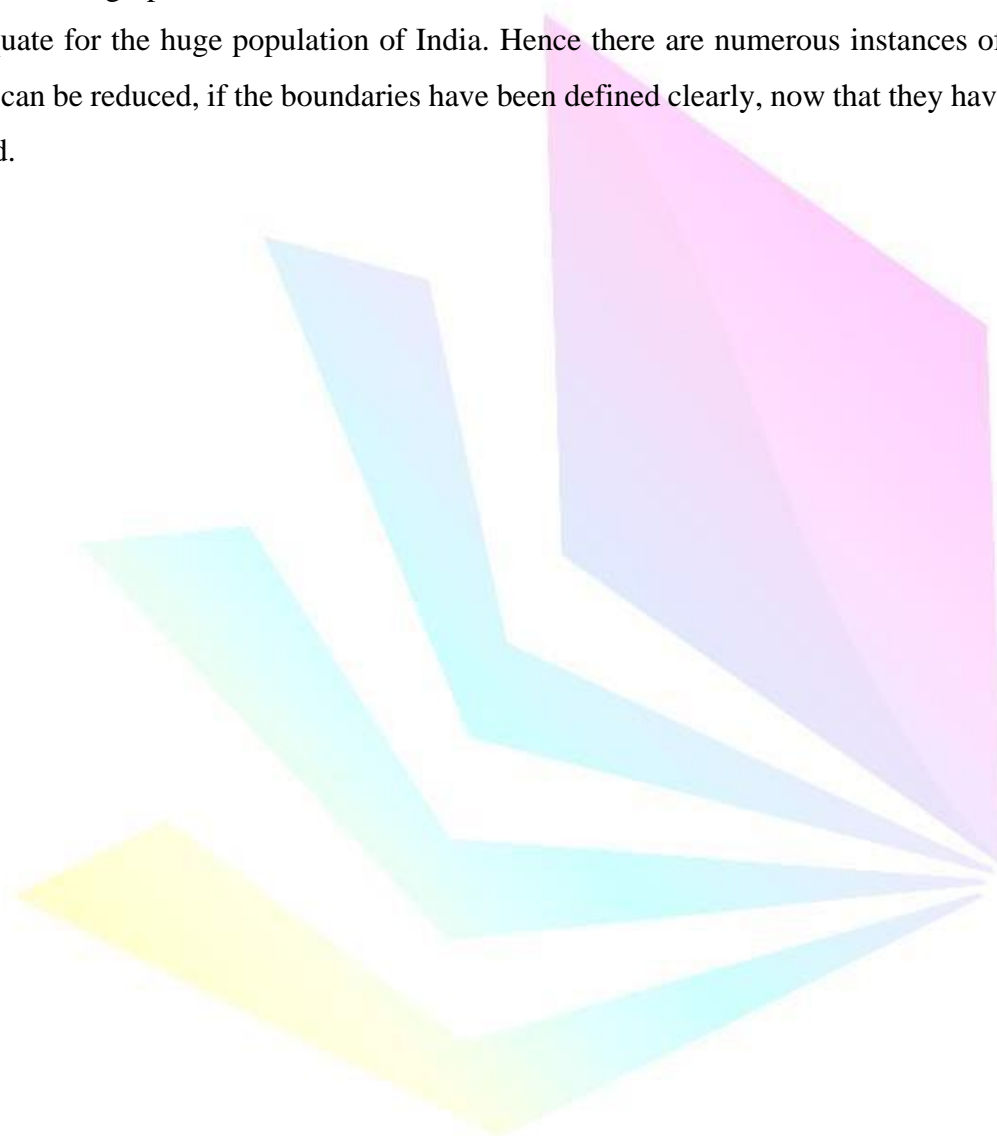 uate for the huge population of India. Hence there are numerous instances of
can be reduced, if the boundaries have been defined clearly, now that they hav
d.